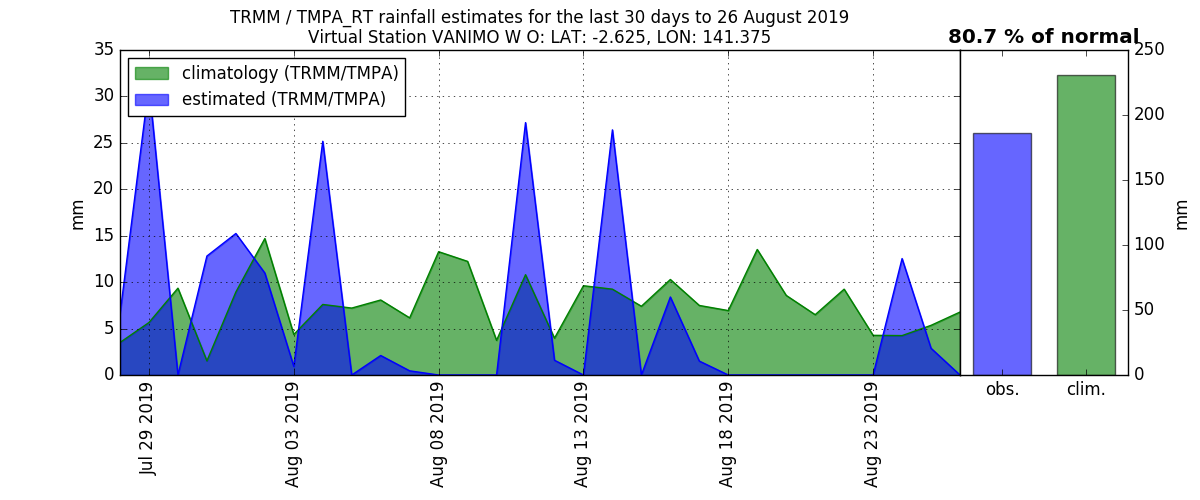 TRMM / TMPA_RT rainfall estimates for the last 30 days to 26 August 2019
Virtual Station VANIMO W O: LAT: -2.625, LON: 141.375
80.7 % of normal
climatology (TRMM/TMPA)
estimated (TRMM/TMPA)
35
30
25
20
15
10
5
0
mm
Jul 29 2019
Aug 03 2019
Aug 08 2019
Aug 13 2019
Aug 18 2019
Aug 23 2019
250
200
150
100
50
0
mm
obs.
clim.